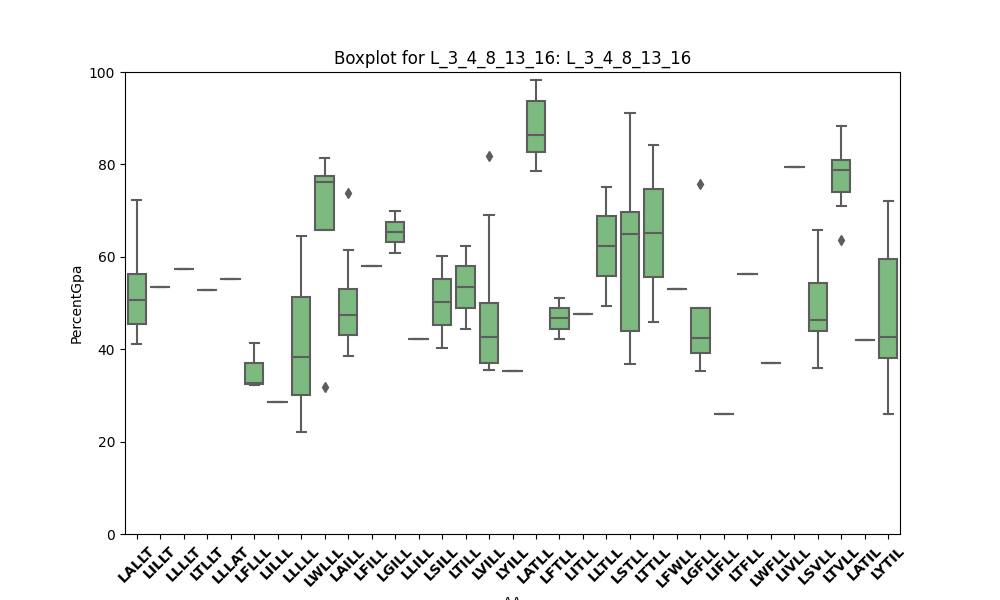 Boxplot for L_3_4_8_13_16: L_3_4_8_13_16
PercentGpa
100
80
60
40
20
0
LALLT
LILLT
LLLLT
LTLLT
LLLAT
LFLLL
LILLL
LLLLL
LWLLL
LAILL
LFILL
LGILL
LLILL
LSILL
LTILL
LVILL
LYILL
LATLL
LFTLL
LITLL
LLTLL
LSTLL
LTTLL
LFWLL
LGFLL
LIFLL
LTFLL
LWFLL
LIVLL
LSVLL
LTVLL
LATIL
LYTIL